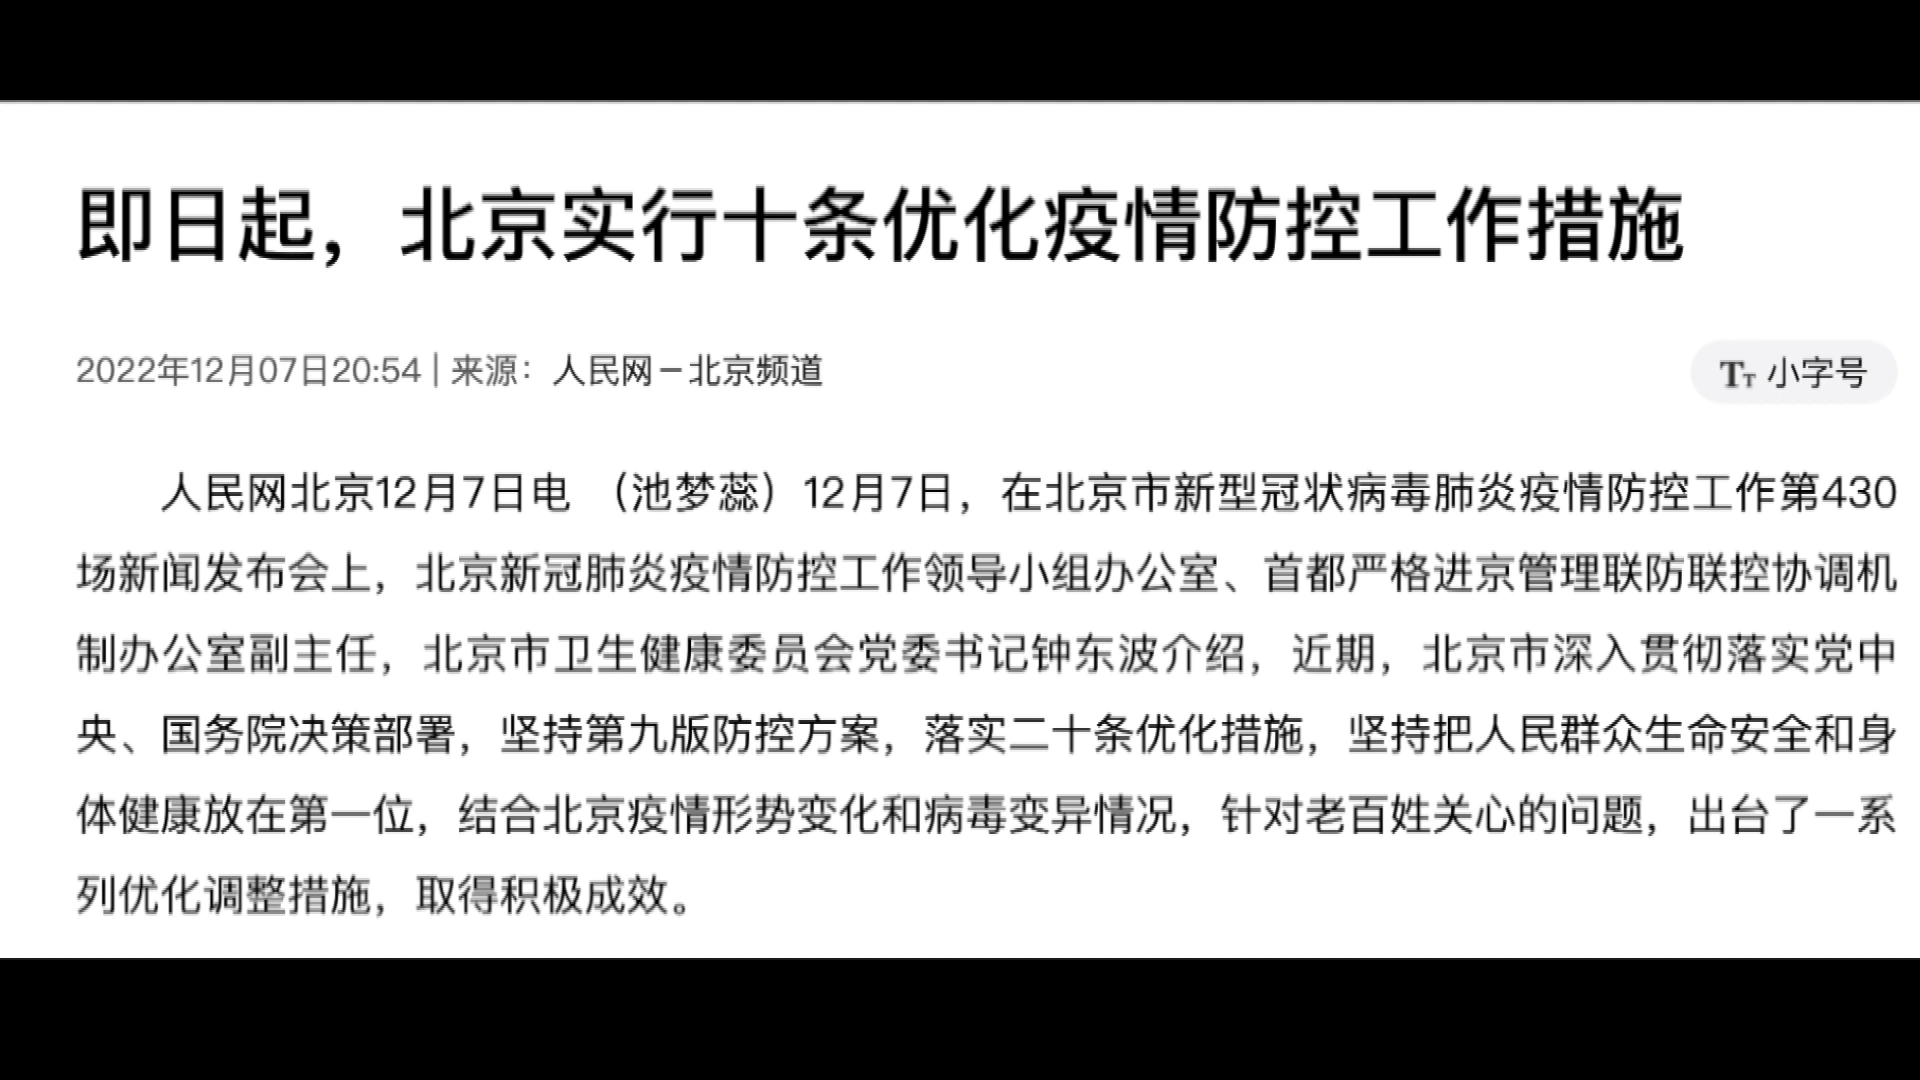 即日起，北京实行十条优化疫情防控工作措施
2022年12月07日20:54 | 来源：人民网－北京频道
TT 小字号
人民网北京12月7日电 （池梦蕊）12月7日，在北京市新型冠状病毒肺炎疫情防控工作第430
场新闻发布会上，北京新冠肺炎疫情防控工作领导小组办公室、首都严格进京管理联防联控协调机
制办公室副主任，北京市卫生健康委员会党委书记钟东波介绍，近期，北京市深入贯彻落实党中
央、国务院决策部署，坚持第九版防控方案，落实二十条优化措施，坚持把人民群众生命安全和身
体健康放在第一位，结合北京疫情形势变化和病毒变异情况，针对老百姓关心的问题，出台了一系
列优化调整措施，取得积极成效。